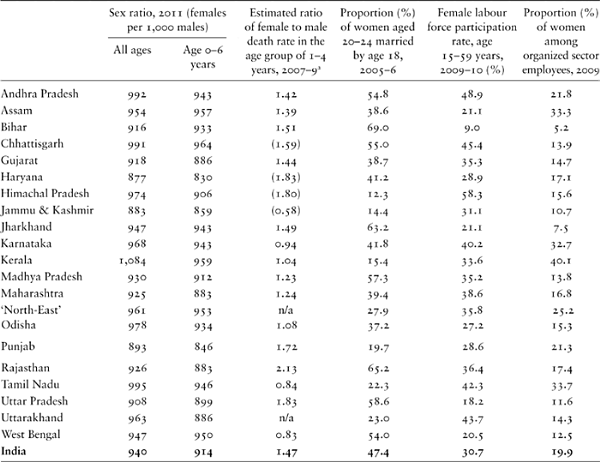 Sex ratio, 2011 (females per 1,000 males)
All ages
Age 0–6 years
Estimated ratio of female to male death rate in the age group of 1–4 years, 2007–9ᵃ
Proportion (%) of women aged 20–24 married by age 18, 2005–6
Female labour force participation rate, age 15–59 years, 2009–10 (%)
Proportion (%) of women among organized sector employees, 2009
Andhra Pradesh 992 943 1.42 54.8 48.9 21.8
Assam 954 957 1.39 38.6 21.1 33.3
Bihar 916 933 1.51 69.0 9.0 5.2
Chhattisgarh 991 964 (1.59) 55.0 45.4 13.9
Gujarat 918 886 1.44 38.7 35.3 14.7
Haryana 877 830 (1.83) 41.2 28.9 17.1
Himachal Pradesh 974 906 (1.80) 12.3 58.3 15.6
Jammu & Kashmir 883 859 (0.58) 14.4 31.1 10.7
Jharkhand 947 943 1.49 63.2 21.1 7.5
Karnataka 968 943 0.94 41.8 40.2 32.7
Kerala 1,084 959 1.04 15.4 33.6 40.1
Madhya Pradesh 930 912 1.23 57.3 35.2 13.8
Maharashtra 925 883 1.24 39.4 38.6 16.8
‘North-East’ 961 953 n/a 27.9 35.8 25.2
Odisha 978 934 1.08 37.2 27.2 15.3
Punjab 893 846 1.72 19.7 28.6 21.3
Rajasthan 926 883 2.13 65.2 36.4 17.4
Tamil Nadu 995 946 0.84 22.3 42.3 33.7
Uttar Pradesh 908 899 1.83 58.6 18.2 11.6
Uttarakhand 963 886 n/a 23.0 43.7 14.3
West Bengal 947 950 0.83 54.0 20.5 12.5
India 940 914 1.47 47.4 30.7 19.9